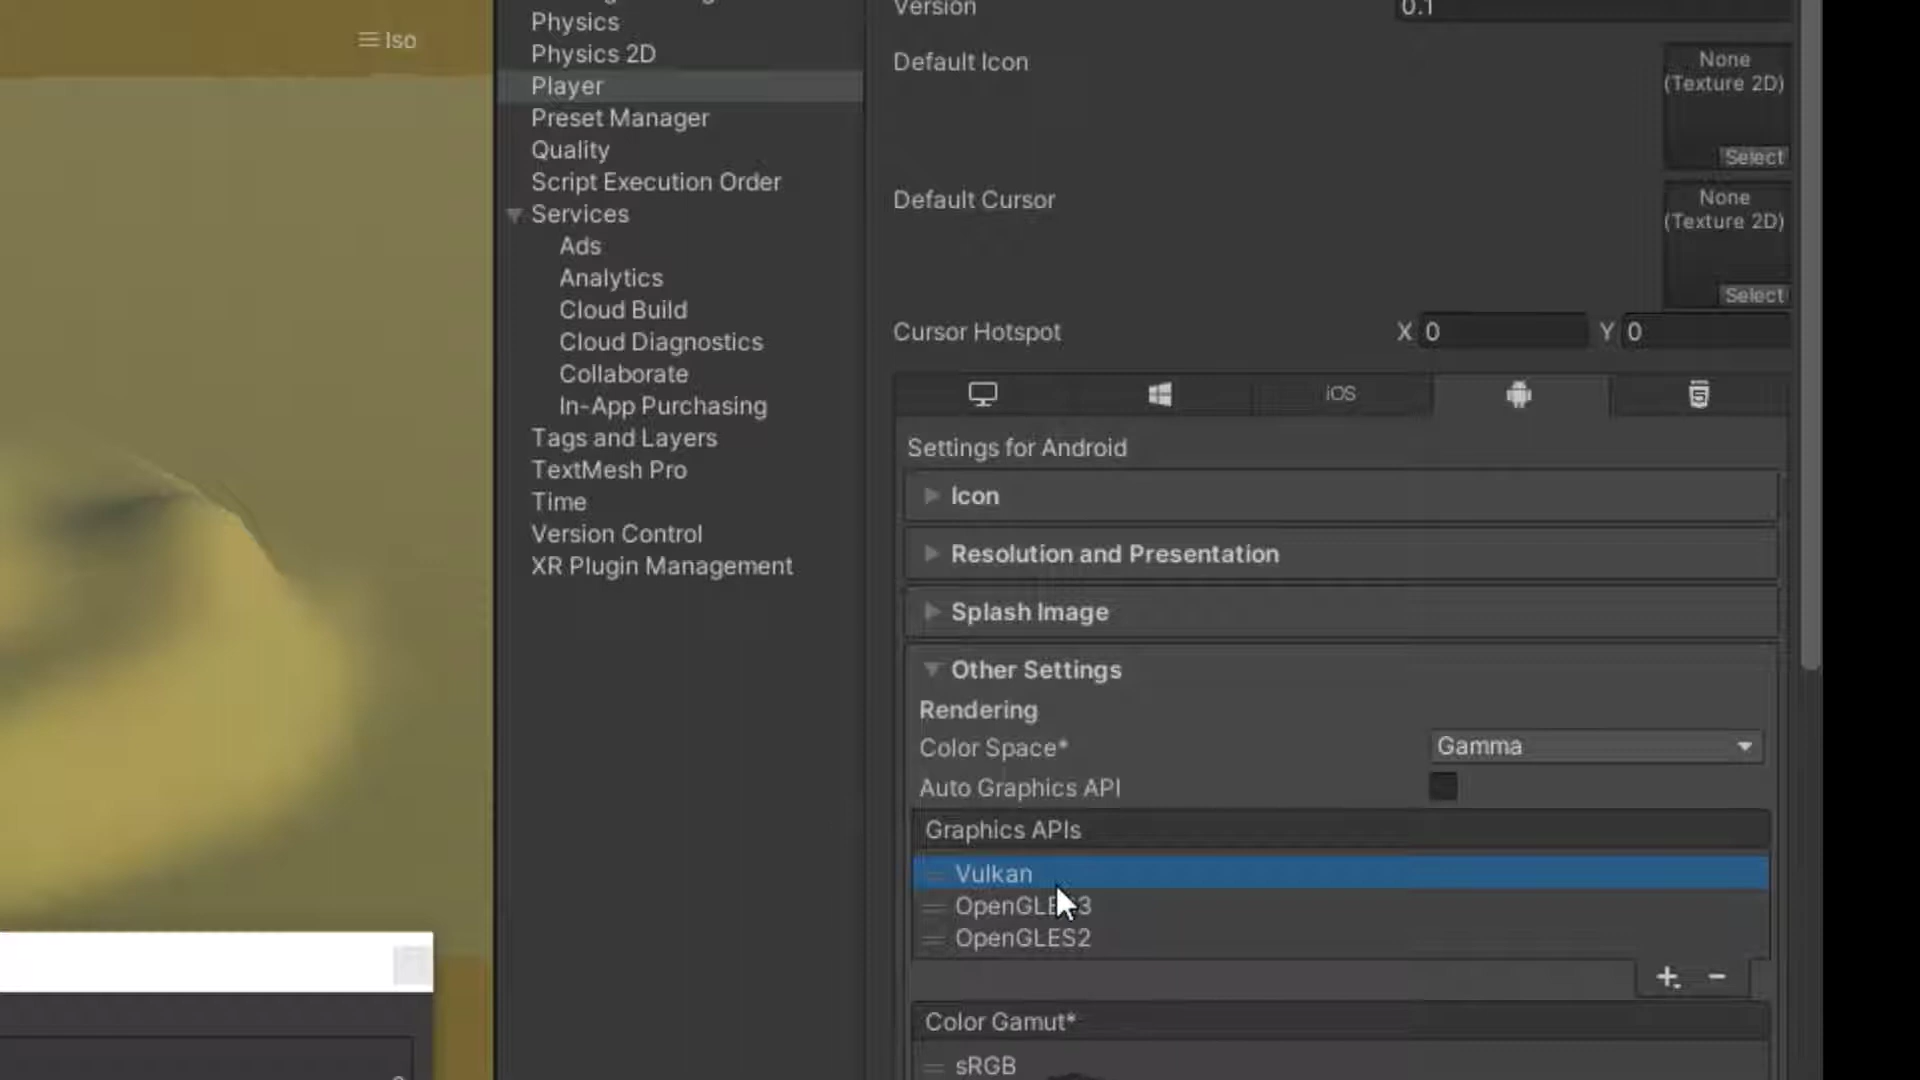 Iso
Physics
Physics 2D
Player
Preset Manager
Quality
Script Execution Order
Services
Ads
Analytics
Cloud Build
Cloud Diagnostics
Collaborate
In-App Purchasing
Tags and Layers
TextMesh Pro
Time
Version Control
XR Plugin Management
Version 0.1
Default Icon
None
(Texture 2D)
Select
Default Cursor
None
(Texture 2D)
Select
Cursor Hotspot X 0 Y 0
iOS
Settings for Android
Icon
Resolution and Presentation
Splash Image
Other Settings
Rendering
Color Space* Gamma
Auto Graphics API
Graphics APIs
Vulkan
OpenGLES3
OpenGLES2
Color Gamut*
sRGB